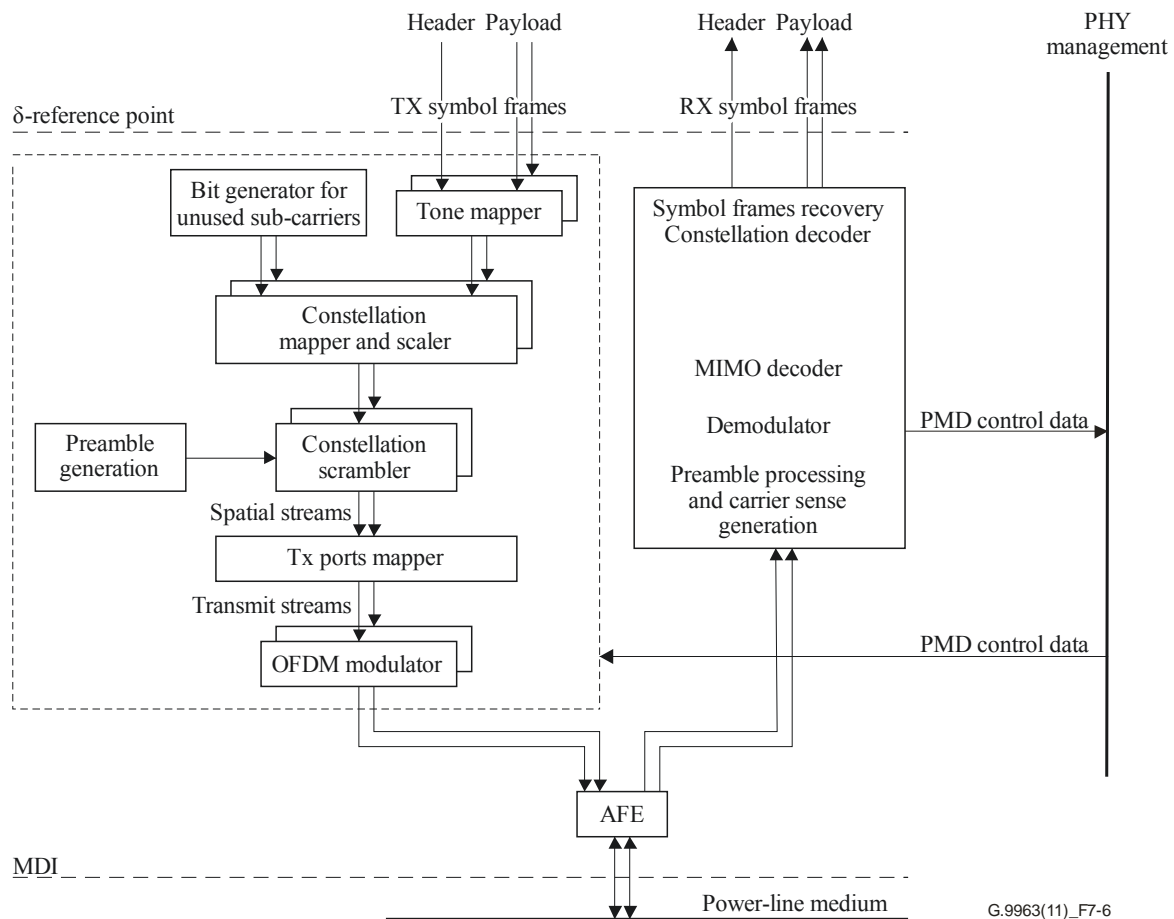 Header Payload
Header Payload
PHY
management
TX symbol frames
RX symbol frames
δ-reference point
Bit generator for
unused sub-carriers
Tone mapper
Symbol frames recovery
Constellation decoder
Constellation
mapper and scaler
MIMO decoder
Preamble
generation
Constellation
scrambler
Demodulator
PMD control data
Preamble processing
and carrier sense
generation
Spatial streams
Tx ports mapper
Transmit streams
OFDM modulator
PMD control data
AFE
MDI
Power-line medium
G.9963(11)_F7-6